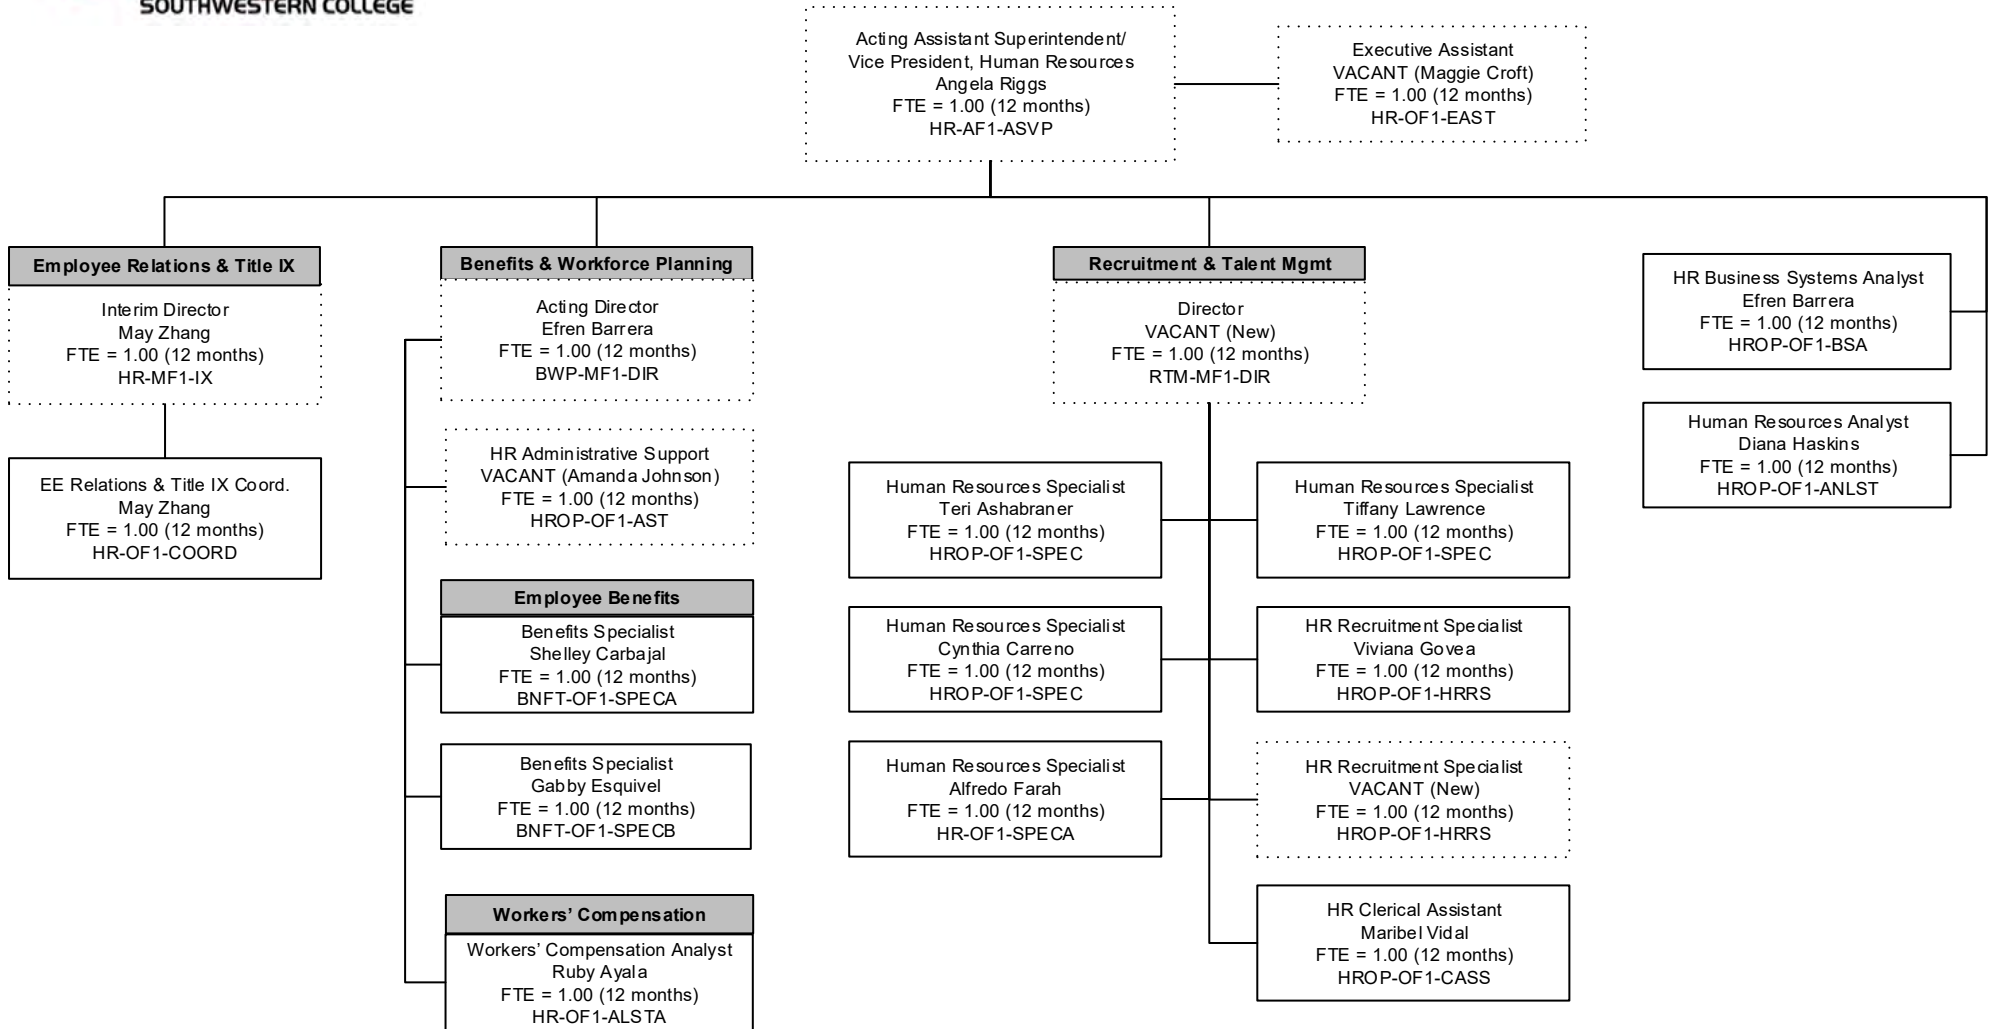 SOUTHWESTERN COLLEGE
Acting Assistant Superintendent/
Vice President, Human Resources
Angela Riggs
FTE = 1.00 (12 months)
HR-AF1-ASVP
Executive Assistant
VACANT (Maggie Croft)
FTE = 1.00 (12 months)
HR-OF1-EAST
Employee Relations & Title IX
Interim Director
May Zhang
FTE = 1.00 (12 months)
HR-MF1-IX
EE Relations & Title IX Coord.
May Zhang
FTE = 1.00 (12 months)
HR-OF1-COORD
Benefits & Workforce Planning
Acting Director
Efren Barrera
FTE = 1.00 (12 months)
BWP-MF1-DIR
HR Administrative Support
VACANT (Amanda Johnson)
FTE = 1.00 (12 months)
HROP-OF1-AST
Employee Benefits
Benefits Specialist
Shelley Carbajal
FTE = 1.00 (12 months)
BNFT-OF1-SPECA
Benefits Specialist
Gabby Esquivel
FTE = 1.00 (12 months)
BNFT-OF1-SPECB
Workers' Compensation
Workers' Compensation Analyst
Ruby Ayala
FTE = 1.00 (12 months)
HR-OF1-ALSTA
Recruitment & Talent Mgmt
Director
VACANT (New)
FTE = 1.00 (12 months)
RTM-MF1-DIR
Human Resources Specialist
Teri Ashabraner
FTE = 1.00 (12 months)
HROP-OF1-SPEC
Human Resources Specialist
Tiffany Lawrence
FTE = 1.00 (12 months)
HROP-OF1-SPEC
Human Resources Specialist
Cynthia Carreno
FTE = 1.00 (12 months)
HROP-OF1-SPEC
HR Recruitment Specialist
Viviana Govea
FTE = 1.00 (12 months)
HROP-OF1-HRRS
Human Resources Specialist
Alfredo Farah
FTE = 1.00 (12 months)
HR-OF1-SPECA
HR Recruitment Specialist
VACANT (New)
FTE = 1.00 (12 months)
HROP-OF1-HRRS
HR Clerical Assistant
Maribel Vidal
FTE = 1.00 (12 months)
HROP-OF1-CASS
HR Business Systems Analyst
Efren Barrera
FTE = 1.00 (12 months)
HROP-OF1-BSA
Human Resources Analyst
Diana Haskins
FTE = 1.00 (12 months)
HROP-OF1-ANLST